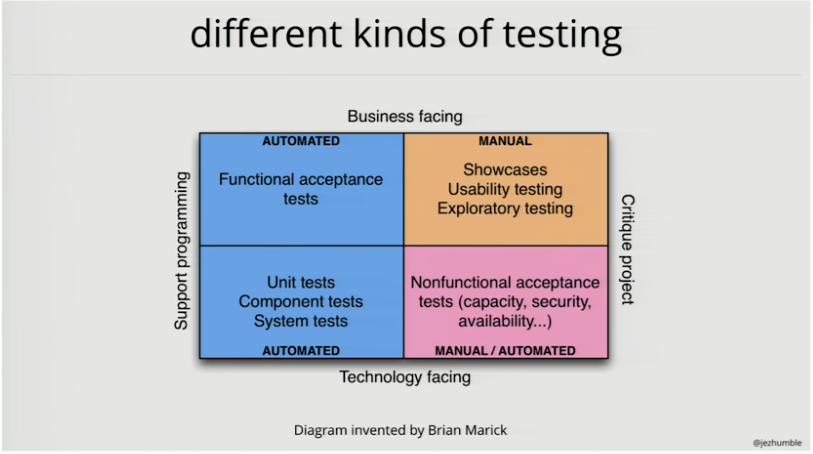 different kinds of testing
Business facing
AUTOMATED
Functional acceptance
tests
MANUAL
Showcases
Usability testing
Exploratory testing
Support programming
Critique project
Unit tests
Component tests
System tests
AUTOMATED
Nonfunctional acceptance
tests (capacity, security,
availability...)
MANUAL / AUTOMATED
Technology facing
Diagram invented by Brian Marick
@jezhumble